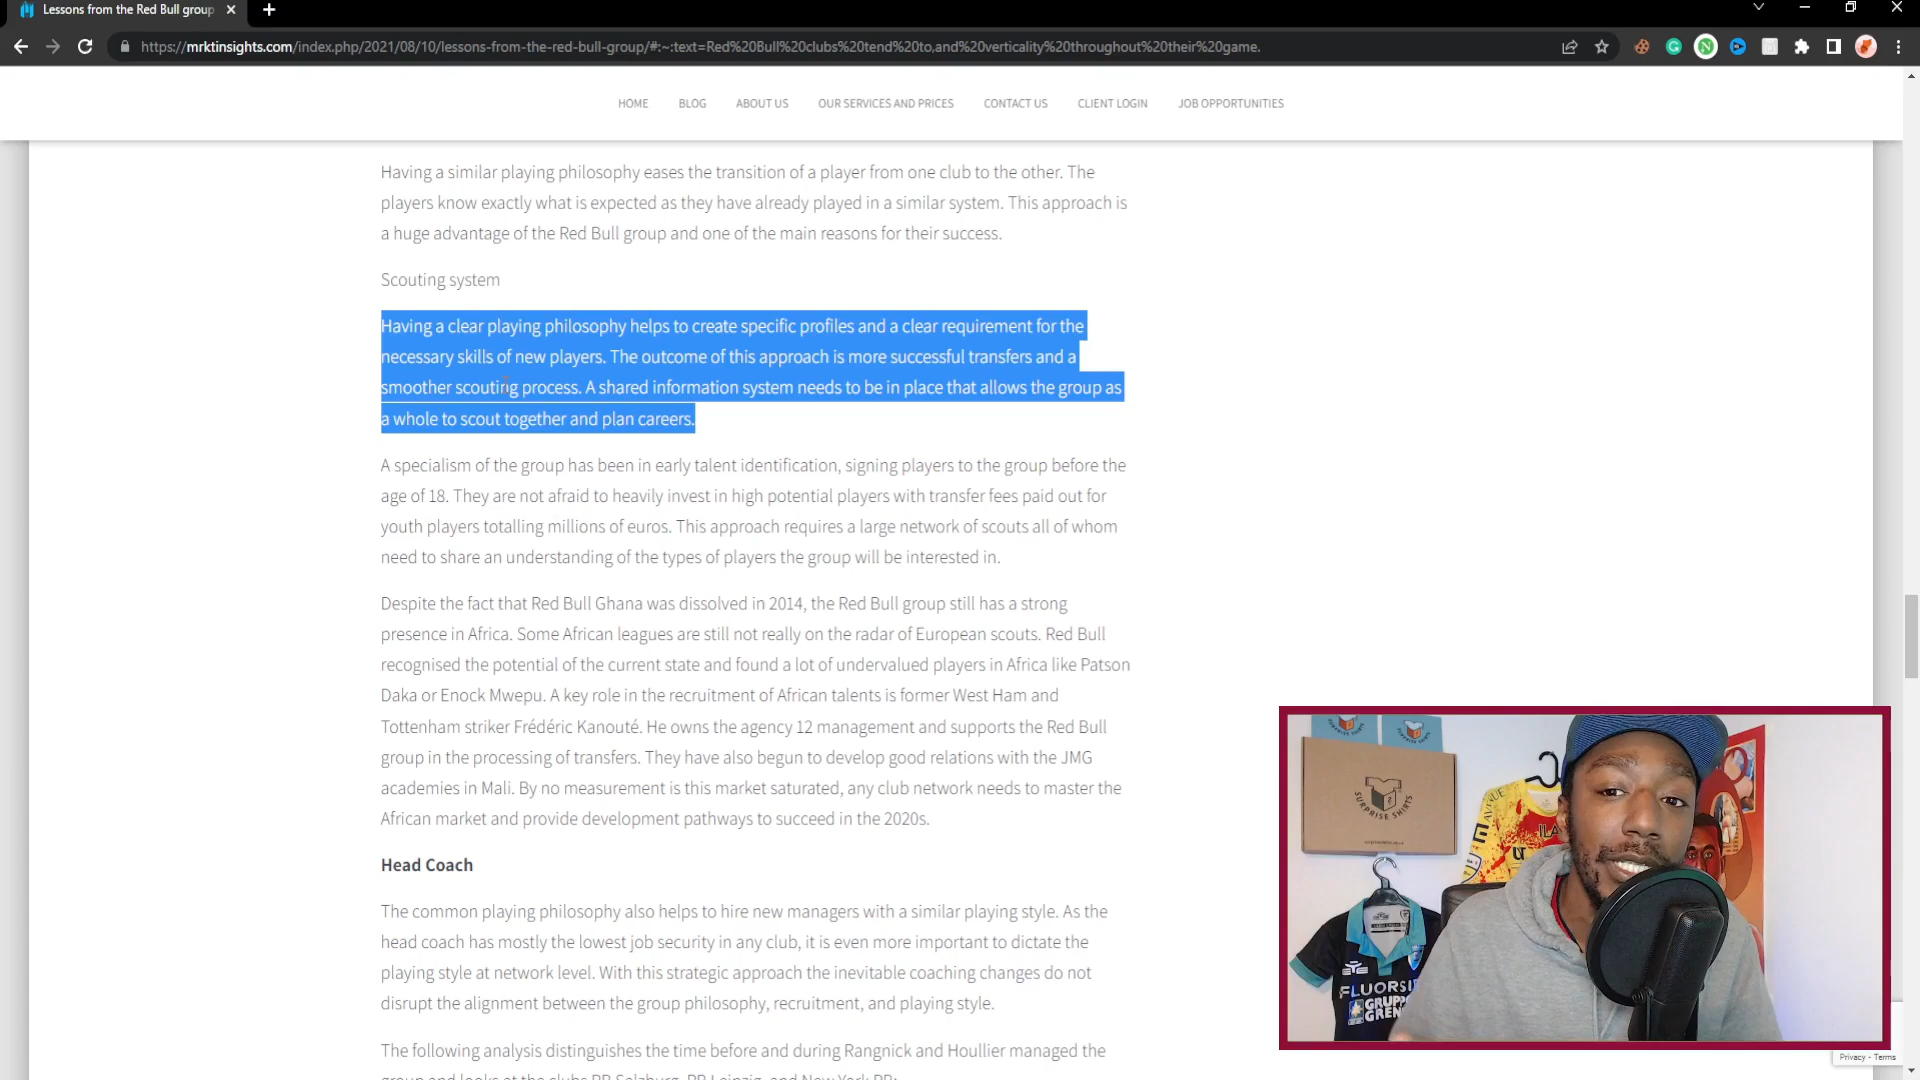 Lessons from the Red Bull group
https://mrktinsights.com/index.php/2021/08/10/lessons-from-the-red-bull-group/#:~:text=Red%20Bull%20clubs%20tend%20to,and%20verticality%20throughout%20their%20game.
HOME BLOG ABOUT US OUR SERVICES AND PRICES CONTACT US CLIENT LOGIN JOB OPPORTUNITIES
Having a similar playing philosophy eases the transition of a player from one club to the other. The
players know exactly what is expected as they have already played in a similar system. This approach is
a huge advantage of the Red Bull group and one of the main reasons for their success.
Scouting system
Having a clear playing philosophy helps to create specific profiles and a clear requirement for the
necessary skills of new players. The outcome of this approach is more successful transfers and a
smoother scouting process. A shared information system needs to be in place that allows the group as
a whole to scout together and plan careers.
A specialism of the group has been in early talent identification, signing players to the group before the
age of 18. They are not afraid to heavily invest in high potential players with transfer fees paid out for
youth players totalling millions of euros. This approach requires a large network of scouts all of whom
need to share an understanding of the types of players the group will be interested in.
Despite the fact that Red Bull Ghana was dissolved in 2014, the Red Bull group still has a strong
presence in Africa. Some African leagues are still not really on the radar of European scouts. Red Bull
recognised the potential of the current state and found a lot of undervalued players in Africa like Patson
Daka or Enock Mwepu. A key role in the recruitment of African talents is former West Ham and
Tottenham striker Frédéric Kanouté. He owns the agency 12 management and supports the Red Bull
group in the processing of transfers. They have also begun to develop good relations with the JMG
academies in Mali. By no measurement is this market saturated, any club network needs to master the
African market and provide development pathways to succeed in the 2020s.
Head Coach
The common playing philosophy also helps to hire new managers with a similar playing style. As the
head coach has mostly the lowest job security in any club, it is even more important to dictate the
playing style at network level. With this strategic approach the inevitable coaching changes do not
disrupt the alignment between the group philosophy, recruitment, and playing style.
The following analysis distinguishes the time before and during Rangnick and Houllier managed the
group and looks at the clubs RB Salzburg, RB Leipzig, and New York RB:
SURPRISE SHIRTS
FLUORSI
GRUPP
GREN
Privacy - Terms